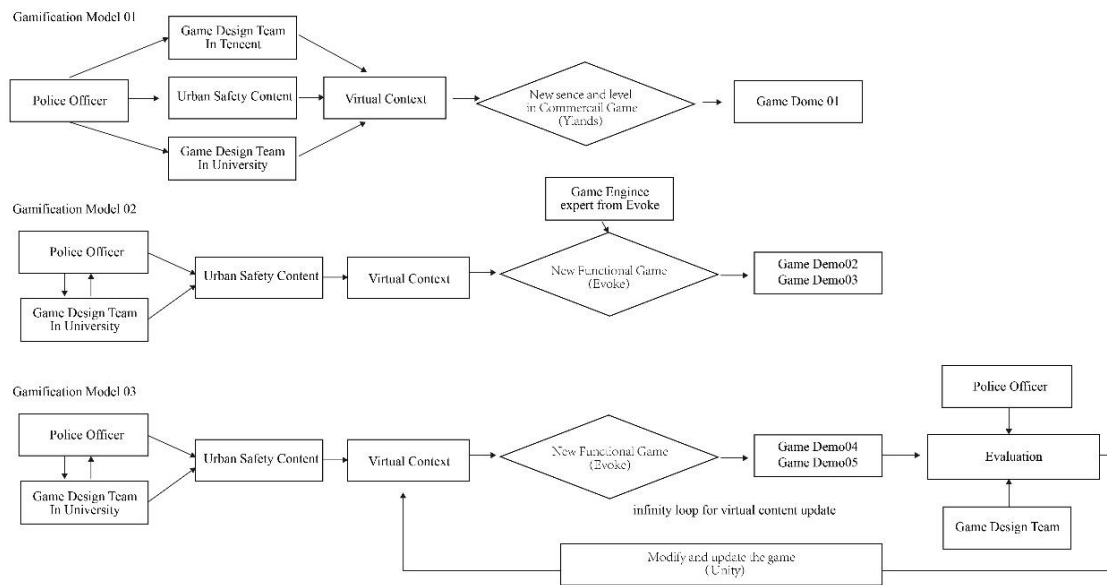 Gamification Model 01
Game Design Team
In Tencent
Police Officer
Urban Safety Content
Virtual Context
New sence and level
in Commercail Game
(Ylands)
Game Dome 01
Game Design Team
In University
Gamification Model 02
Game Enginee
expert from Evoke
Police Officer
Game Design Team
In University
Urban Safety Content
Virtual Context
New Functional Game
(Evoke)
Game Demo02
Game Demo03
Gamification Model 03
Police Officer
Game Design Team
In University
Urban Safety Content
Virtual Context
New Functional Game
(Evoke)
Game Demo04
Game Demo05
Police Officer
Evaluation
Game Design Team
infinity loop for virtual content update
Modify and update the game
(Unity)